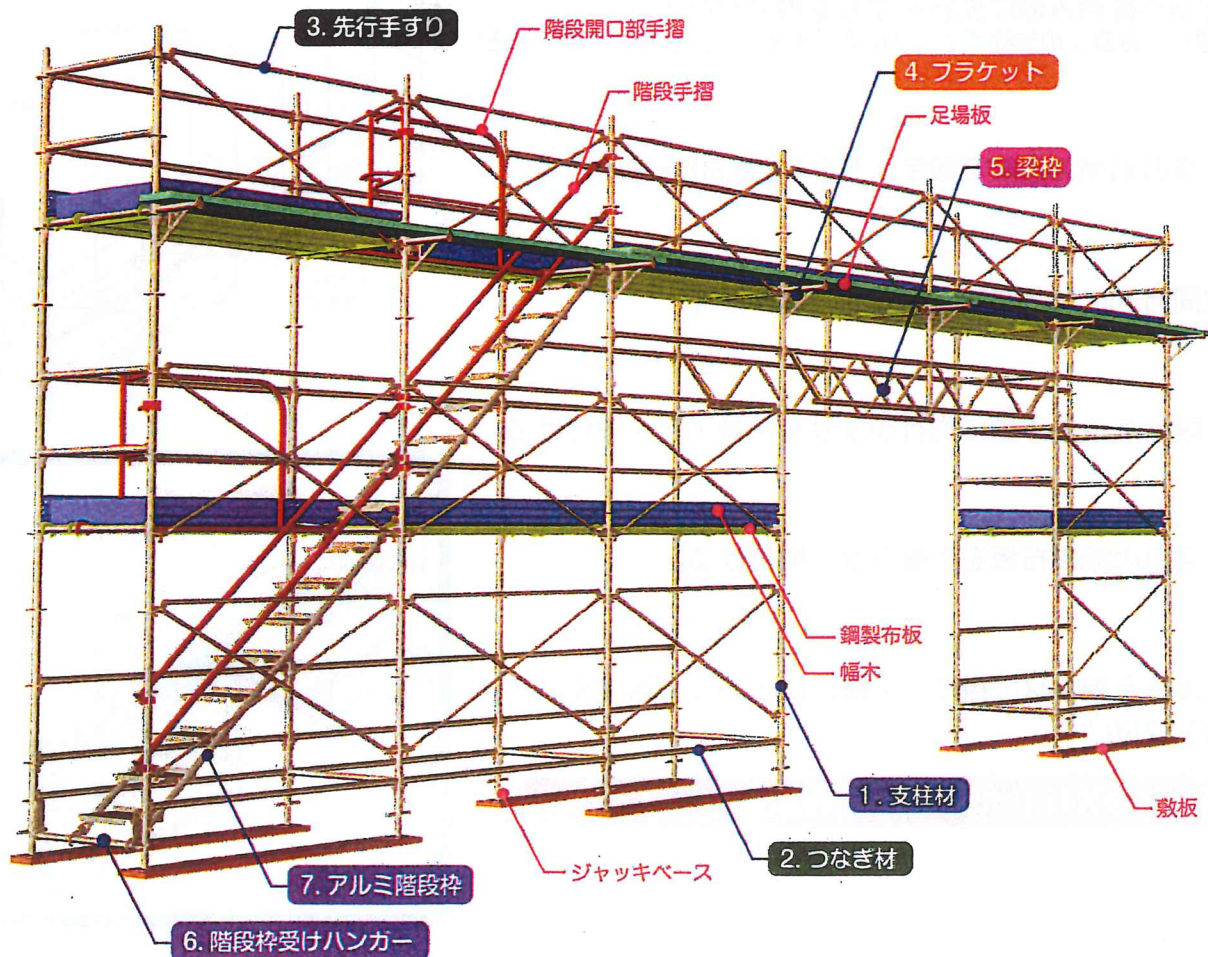 3. 先行手すり
階段開口部手摺
4. ブラケット
階段手摺
足場板
5. 梁枠
鋼製布板
幅木
1. 支柱材
敷板
2. つなぎ材
ジャッキベース
7. アルミ階段枠
6. 階段枠受けハンガー